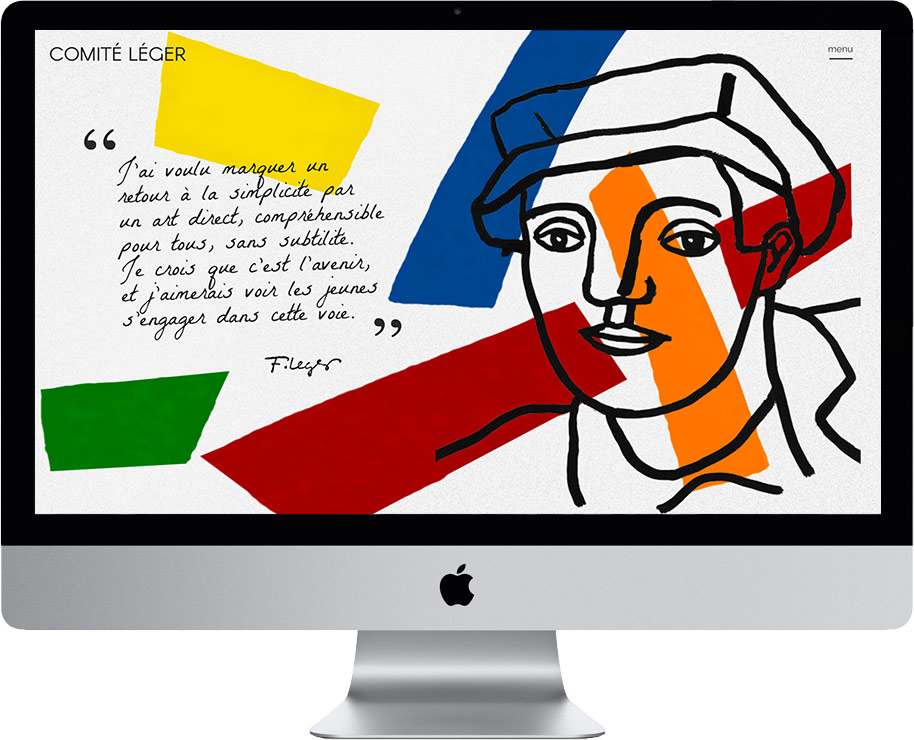 COMITÉ LÉGER
menu
“
J'ai voulu marquer un
retour à la simplicité par
un art direct, compréhensible
pour tous, sans subtilité.
Je crois que c'est l'avenir,
et j'aimerais voir les jeunes
s'engager dans cette voie.
”
F. Leger